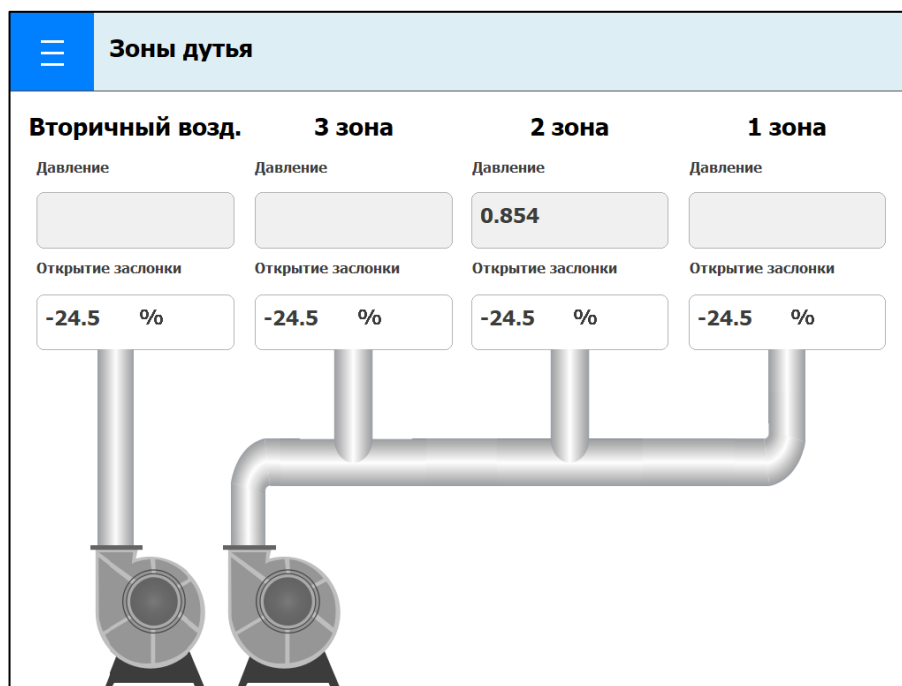 Зоны дутья
Вторичный возд. 3 зона 2 зона 1 зона
Давление Давление Давление Давление
0.854
Открытие заслонки Открытие заслонки Открытие заслонки Открытие заслонки
-24.5 % -24.5 % -24.5 % -24.5 %